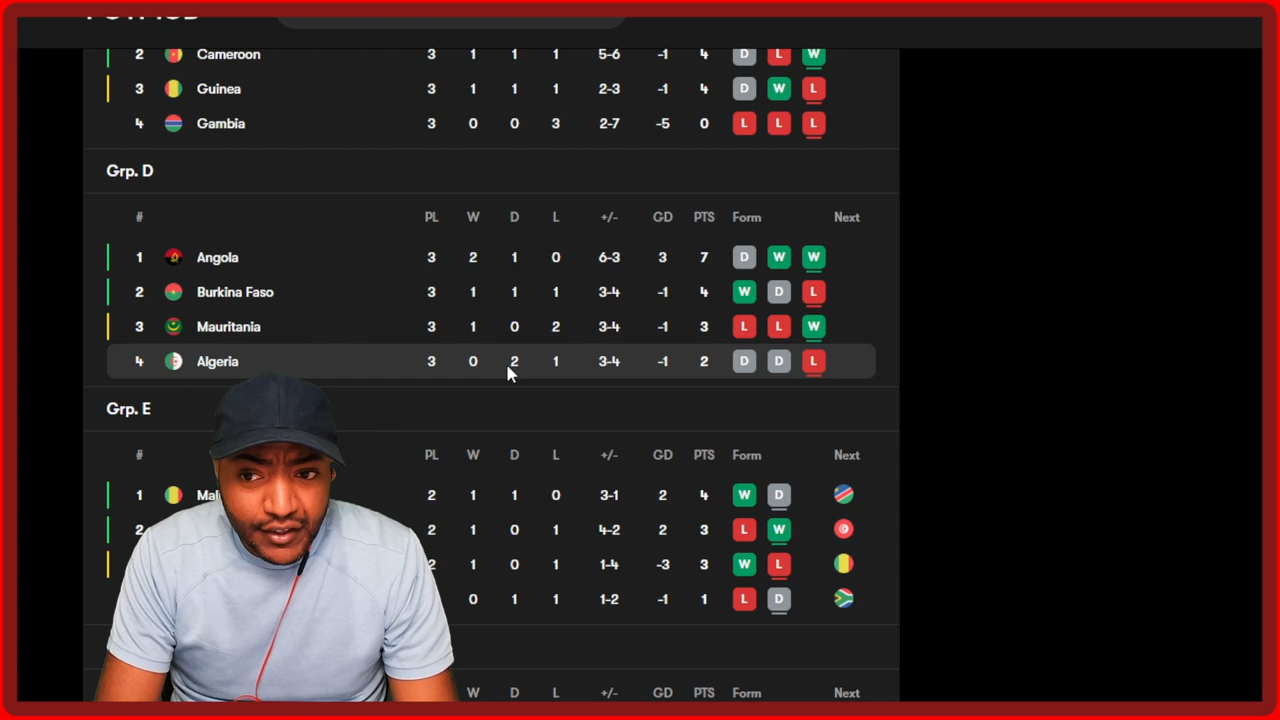 2 Cameroon 3 1 1 1 5-6 -1 4 D L W
3 Guinea 3 1 1 1 2-3 -1 4 D W L
4 Gambia 3 0 0 3 2-7 -5 0 L L L
Grp. D
# PL W D L +/- GD PTS Form Next
1 Angola 3 2 1 0 6-3 3 7 D W W
2 Burkina Faso 3 1 1 1 3-4 -1 4 W D L
3 Mauritania 3 1 0 2 3-4 -1 3 L L W
4 Algeria 3 0 2 1 3-4 -1 2 D D L
Grp. E
# PL W D L +/- GD PTS Form Next
1 2 1 1 0 3-1 2 4 W D
2 2 1 0 1 4-2 2 3 L W
2 1 0 1 1-4 -3 3 W L
0 1 1 1-2 -1 1 L D
W D L +/- GD PTS Form Next